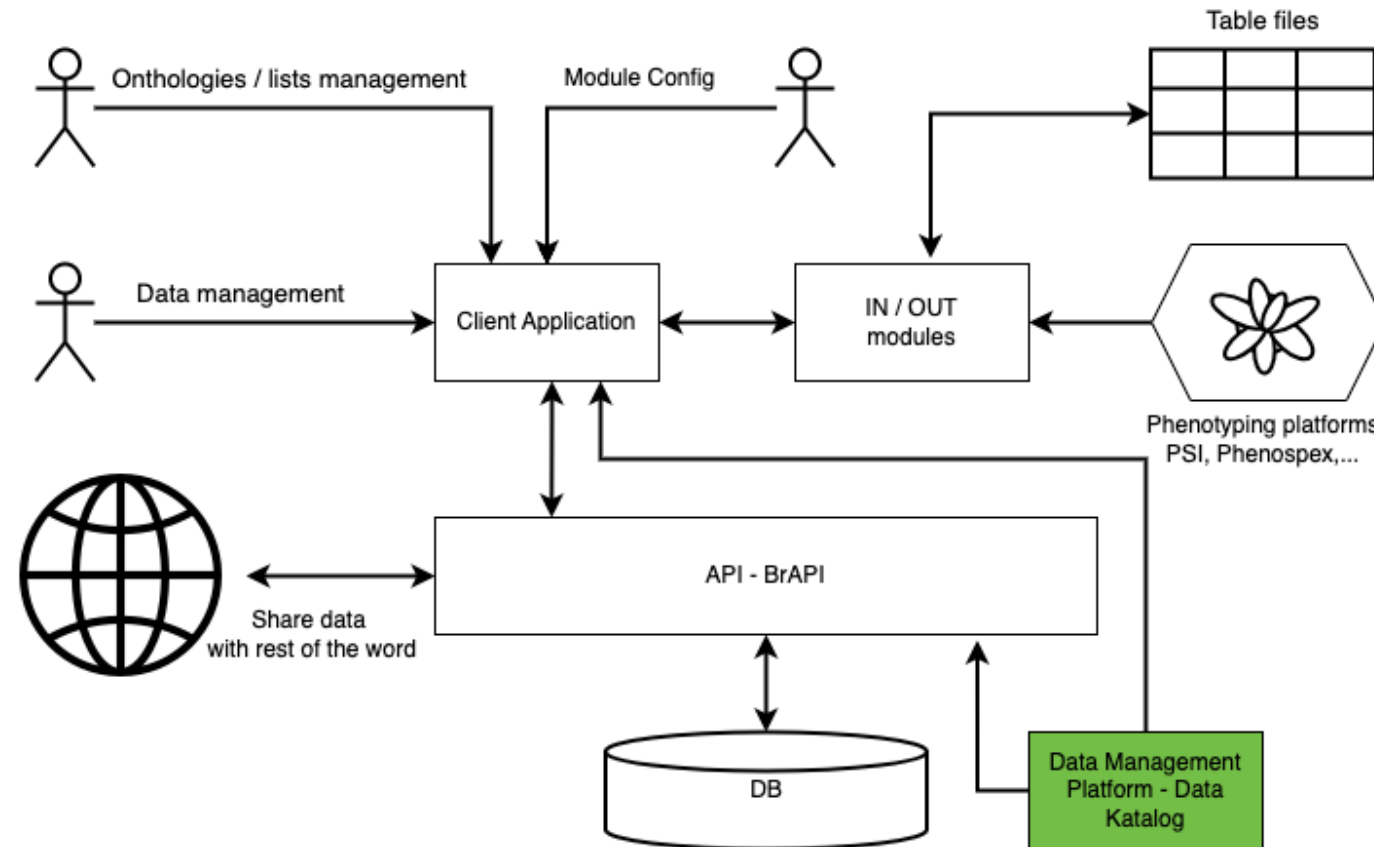 Table files
Onthologies / lists management
Module Config
Data management
Client Application
IN / OUT
modules
Phenotyping platforms
PSI, Phenospex,...
API - BrAPI
Share data
with rest of the word
DB
Data Management
Platform - Data
Katalog